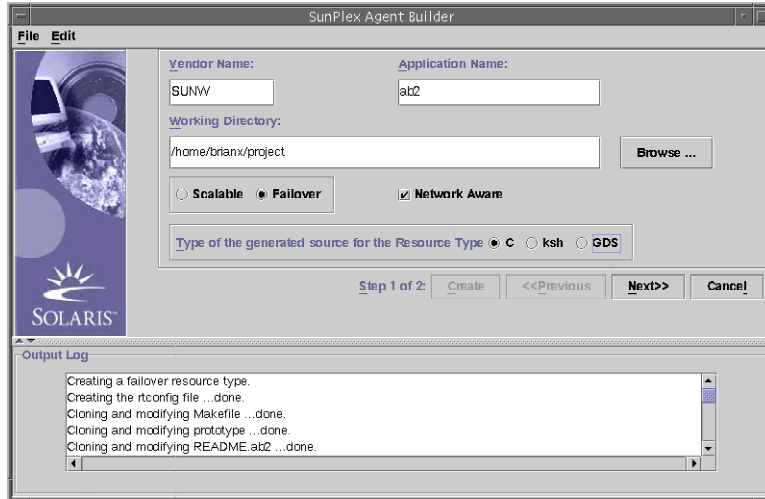 SunPlex Agent Builder
File Edit
Vendor Name: Application Name:
SUNW ab2
Working Directory:
/home/brianx/project Browse ...
Scalable Failover Network Aware
Type of the generated source for the Resource Type C ksh GDS
Step 1 of 2: Create <<Previous Next>> Cancel
SOLARIS™
Output Log
Creating a failover resource type.
Creating the rtconfig file ...done.
Cloning and modifying Makefile ...done.
Cloning and modifying prototype ...done.
Cloning and modifying README.ab2 ...done.